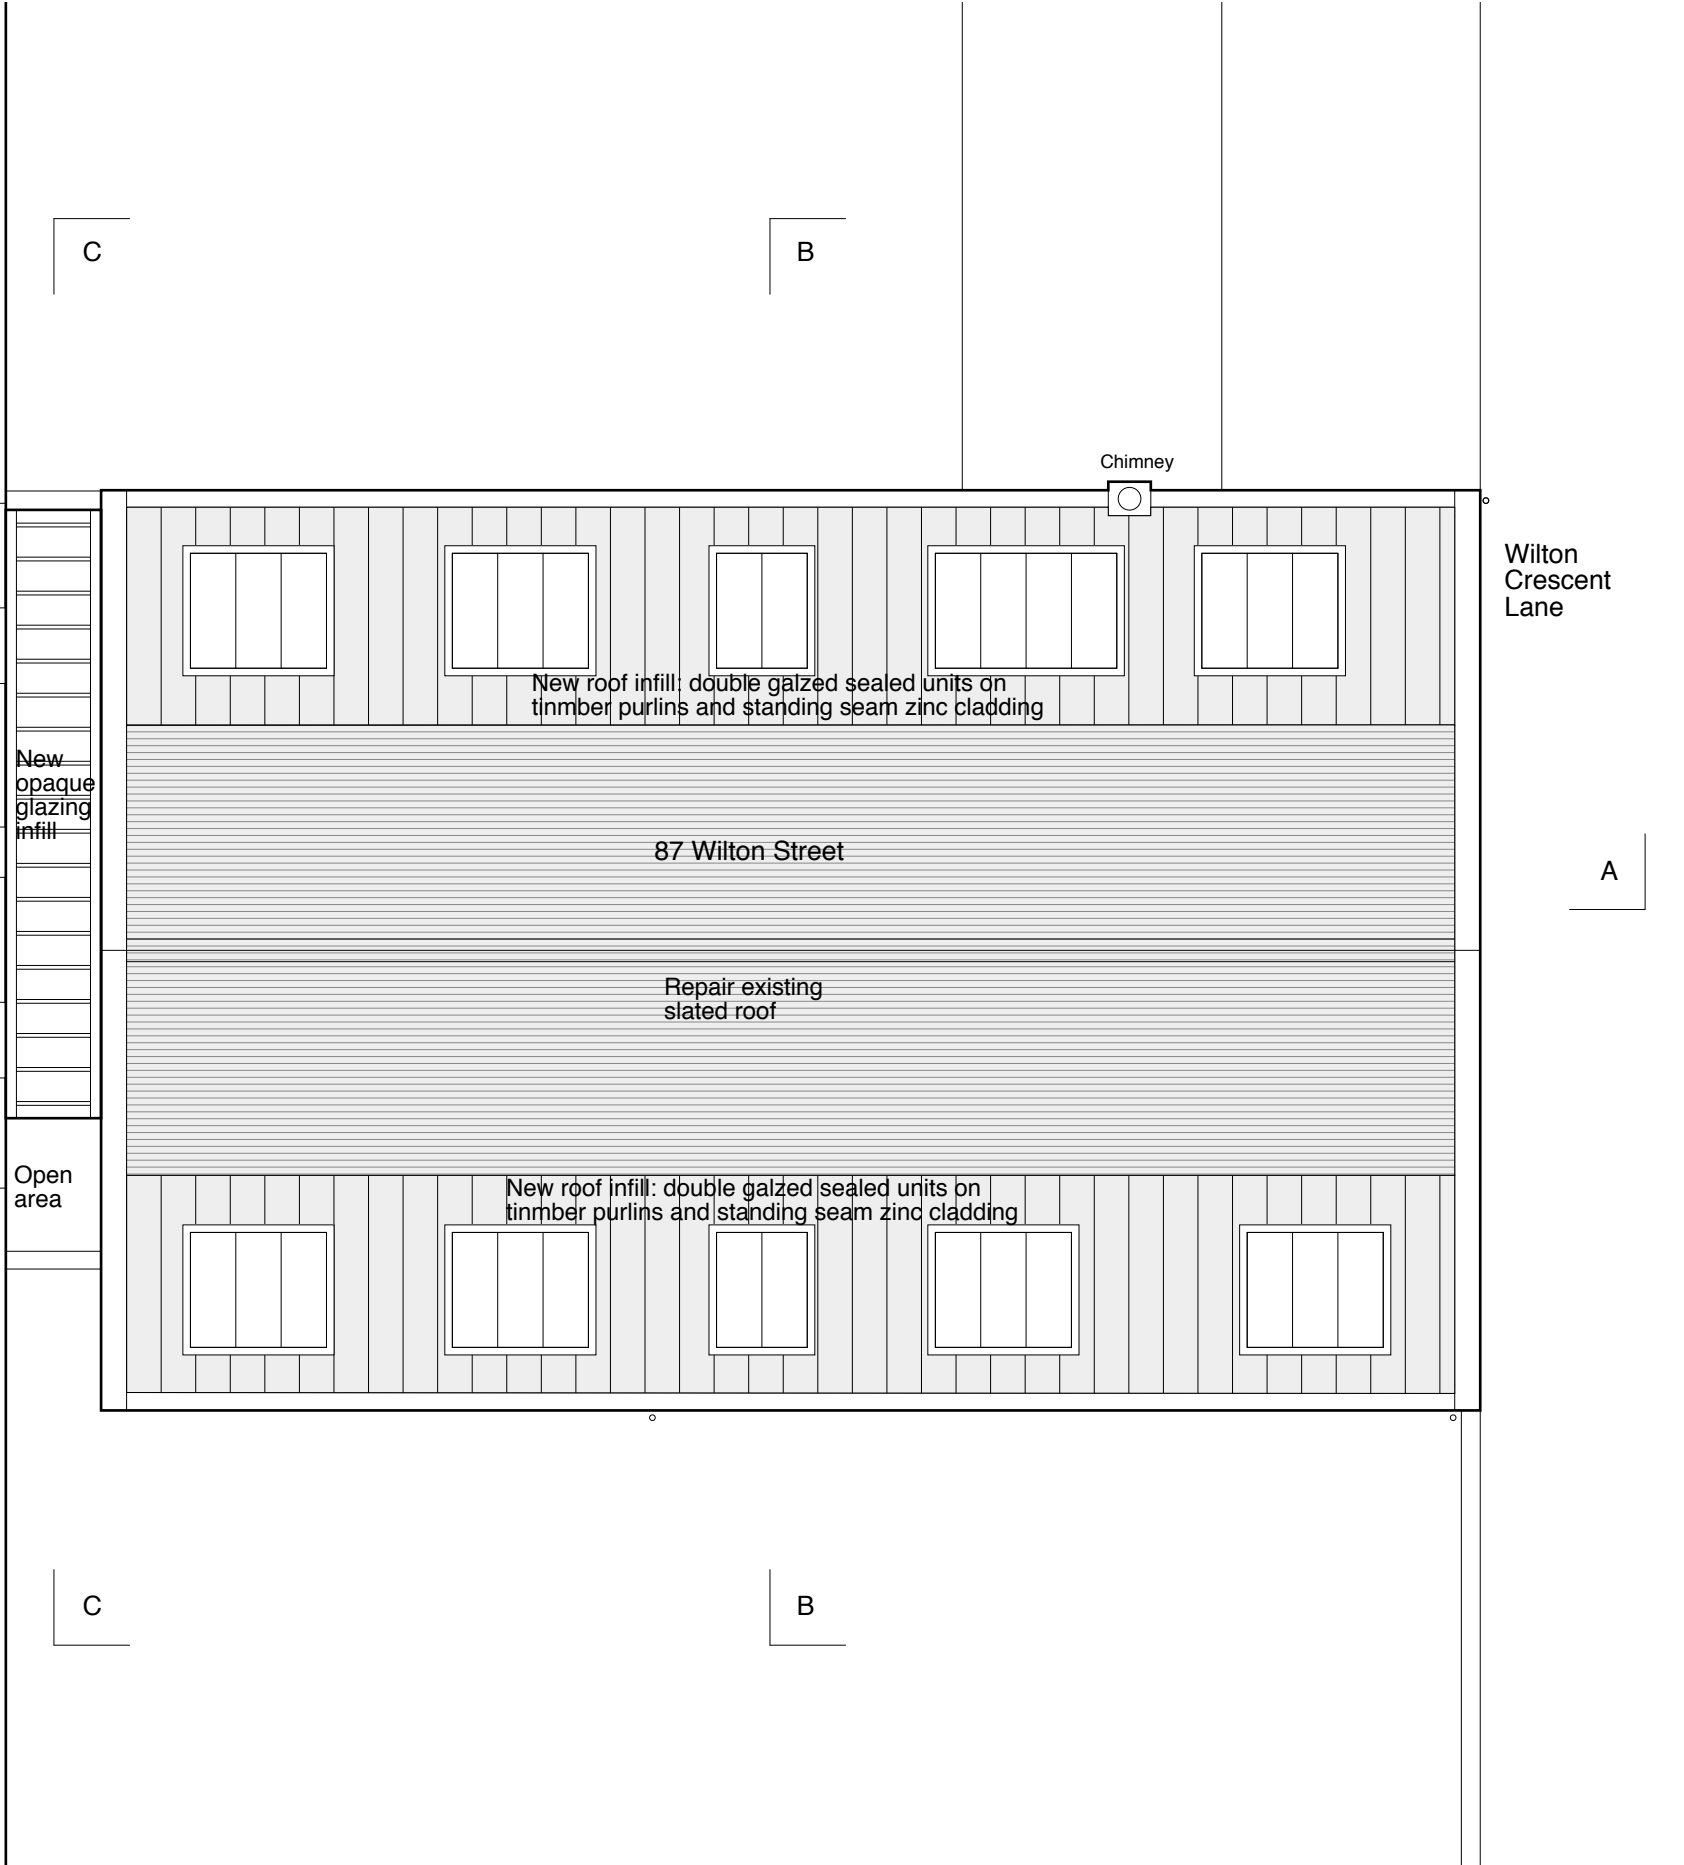 C
B
Chimney
Wilton
Crescent
Lane
New roof infill: double galzed sealed units on
tinmber purlins and standing seam zinc cladding
New
opaque
glazing
infill
87 Wilton Street
A
Repair existing
slated roof
Open
area
New roof infill: double galzed sealed units on
tinmber purlins and standing seam zinc cladding
C
B